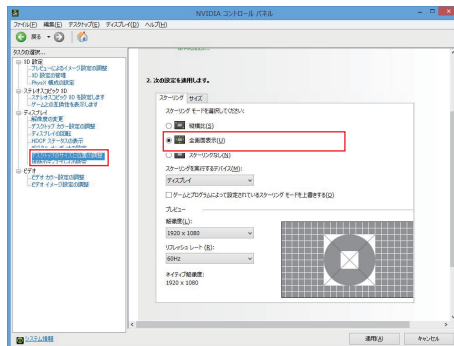 NVIDIA コントロール パネル
ファイル(F) 編集(E) デスクトップ(K) ディスプレイ(D) ヘルプ(H)
戻る
タスクの選択...
3D 設定
プレビューによるイメージ設定の調整
3D 設定の管理
PhysX 構成の設定
ステレオスコピック 3D
ステレオスコピック 3D を設定します
ゲームとの互換性を表示します
ディスプレイ
解像度の変更
デスクトップ カラー設定の調整
ディスプレイの回転
HDCP ステータスの表示
ビデオ
ビデオ カラー設定の調整
ビデオ イメージ設定の調整
システム情報
2. 次の設定を適用します。
スケーリング サイズ
スケーリング モードを選択してください:
縦横比(S)
全画面表示(U)
スケーリングなし(N)
スケーリングを実行するデバイス(M):
ディスプレイ
ゲームとプログラムによって設定されているスケーリング モードを上書きする(O)
プレビュー
解像度(L):
1920 x 1080
リフレッシュ レート (R):
60Hz
ネイティブ解像度:
1920 x 1080
適用(A) キャンセル